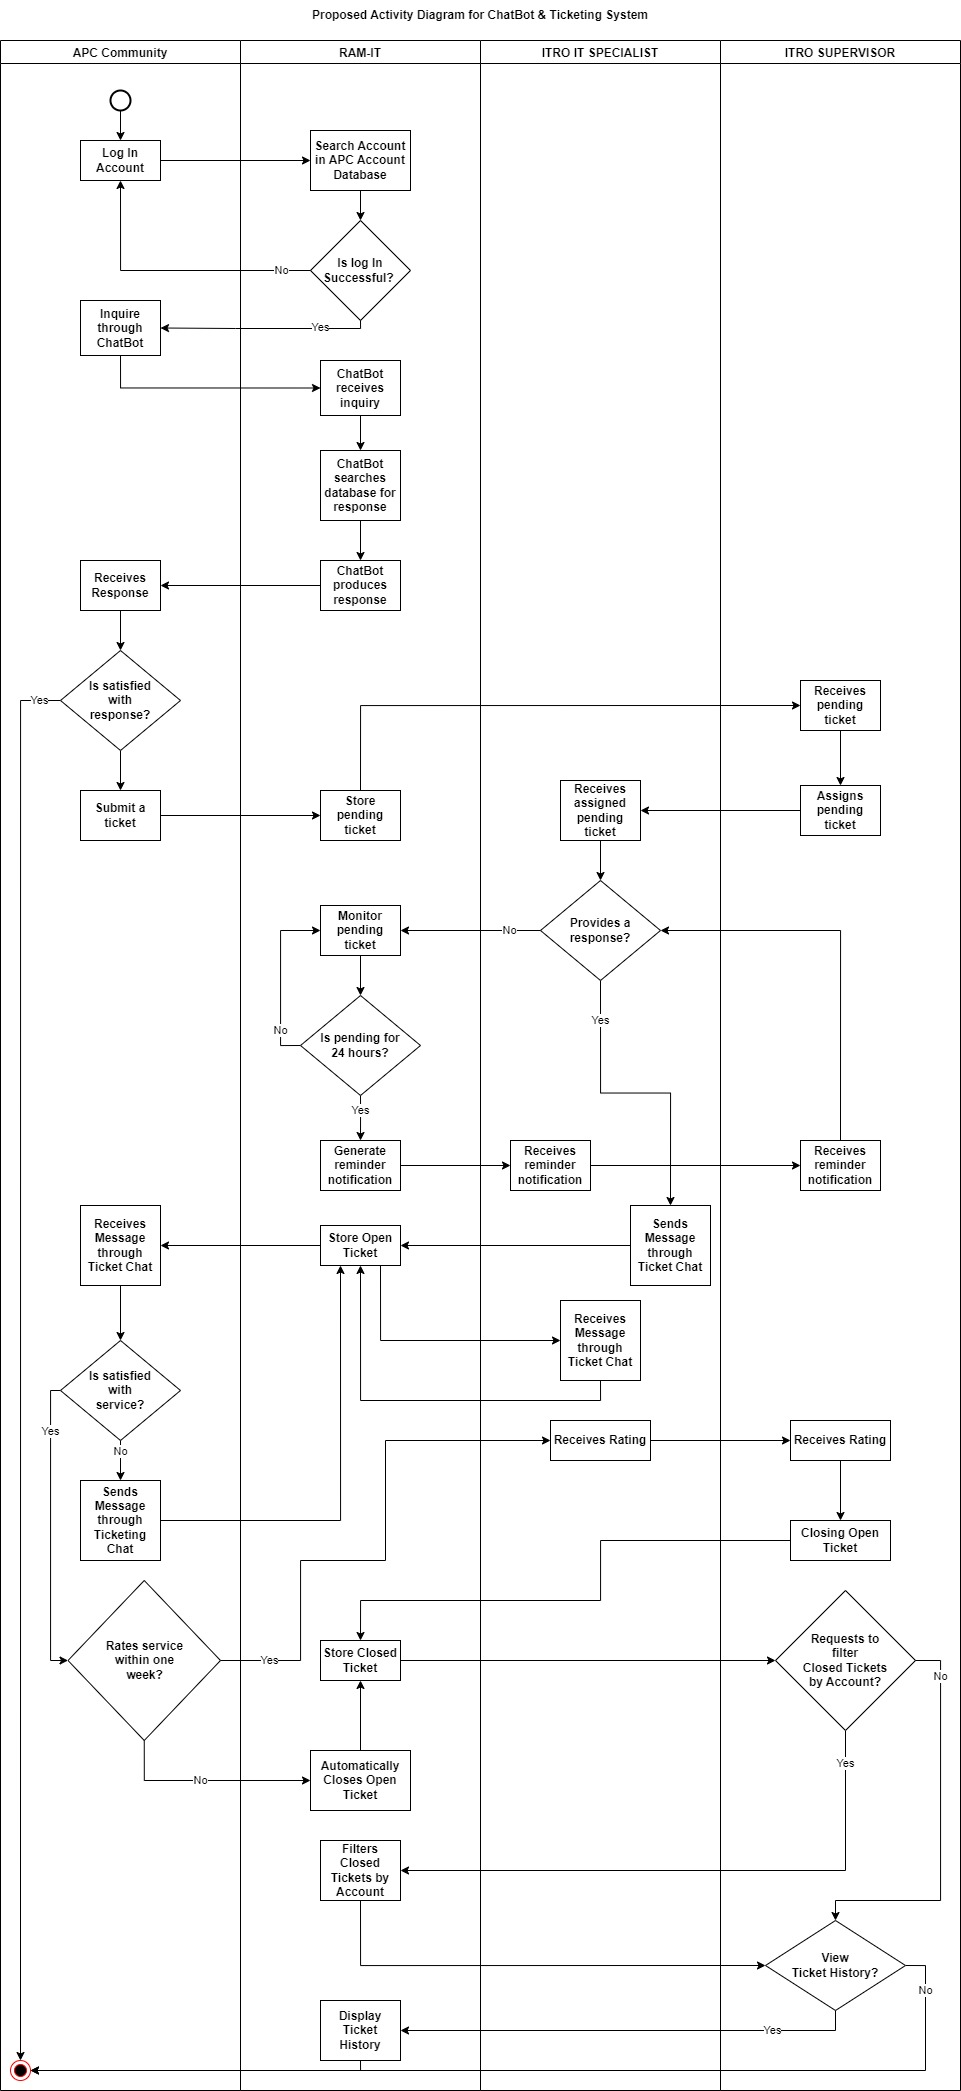 Proposed Activity Diagram for ChatBot & Ticketing System
APC Community
RAM-IT
ITRO IT SPECIALIST
ITRO SUPERVISOR
Log In
Account
Search Account
in APC Account
Database
Is log In
Successful?
No
Yes
Inquire
through
ChatBot
ChatBot
receives
inquiry
ChatBot
searches
database for
response
ChatBot
produces
response
Receives
Response
Is satisfied
with
response?
Yes
Receives
pending
ticket
Submit a
ticket
Store
pending
ticket
Receives
assigned
pending
ticket
Assigns
pending
ticket
Monitor
pending
ticket
No
Provides a
response?
Yes
No
Is pending for
24 hours?
Yes
Generate
reminder
notification
Receives
reminder
notification
Receives
reminder
notification
Receives
Message
through
Ticket Chat
Store Open
Ticket
Sends
Message
through
Ticket Chat
Receives
Message
through
Ticket Chat
Is satisfied
with
service?
Yes
No
Receives Rating
Receives Rating
Sends
Message
through
Ticketing
Chat
Closing Open
Ticket
Rates service
within one
week?
Yes
Store Closed
Ticket
Requests to
filter
Closed Tickets
by Account?
No
Yes
No
Automatically
Closes Open
Ticket
Filters
Closed
Tickets by
Account
View
Ticket History?
No
Yes
Display
Ticket
History